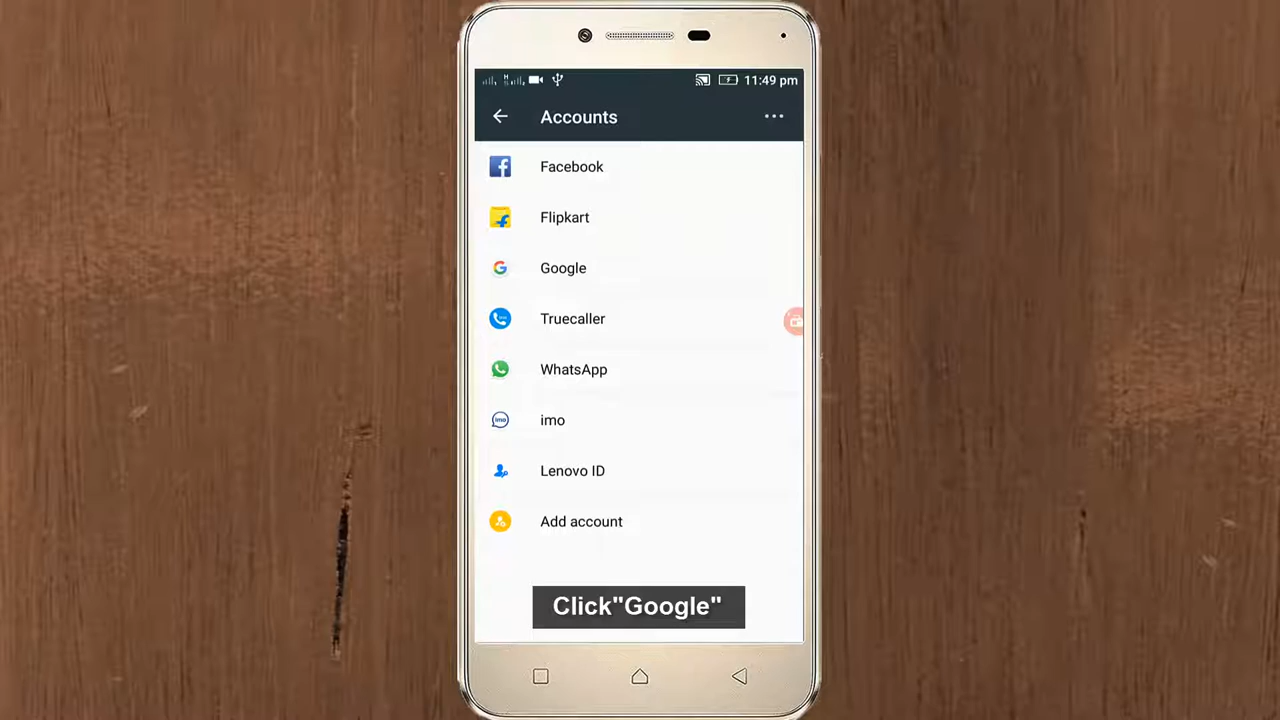 11:49 pm
Accounts
Facebook
Flipkart
Google
Truecaller
WhatsApp
imo
Lenovo ID
Add account
Click"Google"